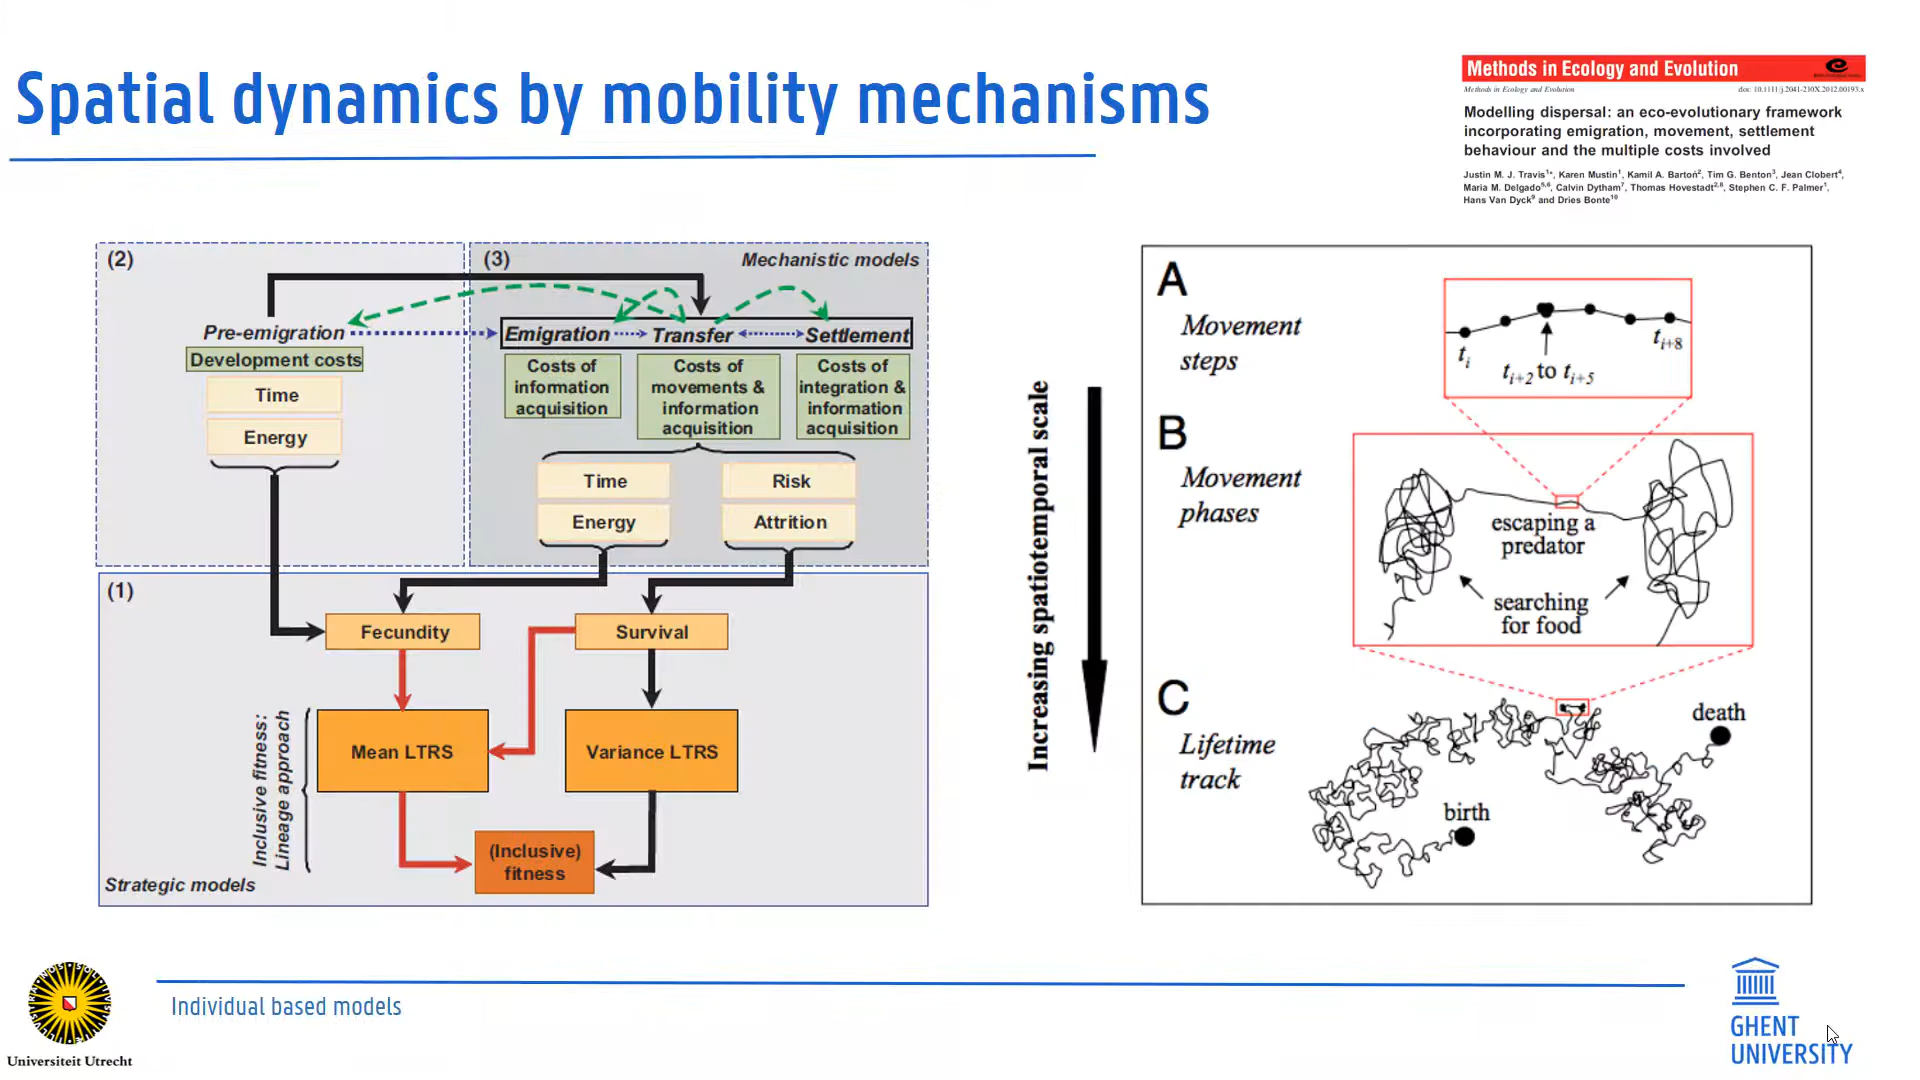 Spatial dynamics by mobility mechanisms
Methods in Ecology and Evolution
Methods in Ecology and Evolution
doi: 10.1111/j.2041-210X.2012.00193.x
Modelling dispersal: an eco-evolutionary framework
incorporating emigration, movement, settlement
behaviour and the multiple costs involved
Justin M. J. Travis¹*, Karen Mustin¹, Kamil A. Bartoń², Tim G. Benton³, Jean Clobert⁴,
Maria M. Delgado⁵,⁶, Calvin Dytham⁷, Thomas Hovestadt²,⁸, Stephen C. F. Palmer¹,
Hans Van Dyck⁹ and Dries Bonte¹⁰
(2)
(3)
Mechanistic models
Pre-emigration
Emigration
Transfer
Settlement
Development costs
Time
Energy
Costs of
information
acquisition
Costs of
movements &
information
acquisition
Costs of
integration &
information
acquisition
Time
Energy
Risk
Attrition
(1)
Fecundity
Survival
Mean LTRS
Variance LTRS
Inclusive fitness:
Lineage approach
(Inclusive)
fitness
Strategic models
Increasing spatiotemporal scale
A
Movement
steps
tᵢ
tᵢ₊₂ to tᵢ₊₅
tᵢ₊₈
B
Movement
phases
escaping a
predator
searching
for food
C
Lifetime
track
birth
death
Individual based models
Universiteit Utrecht
GHENT
UNIVERSITY